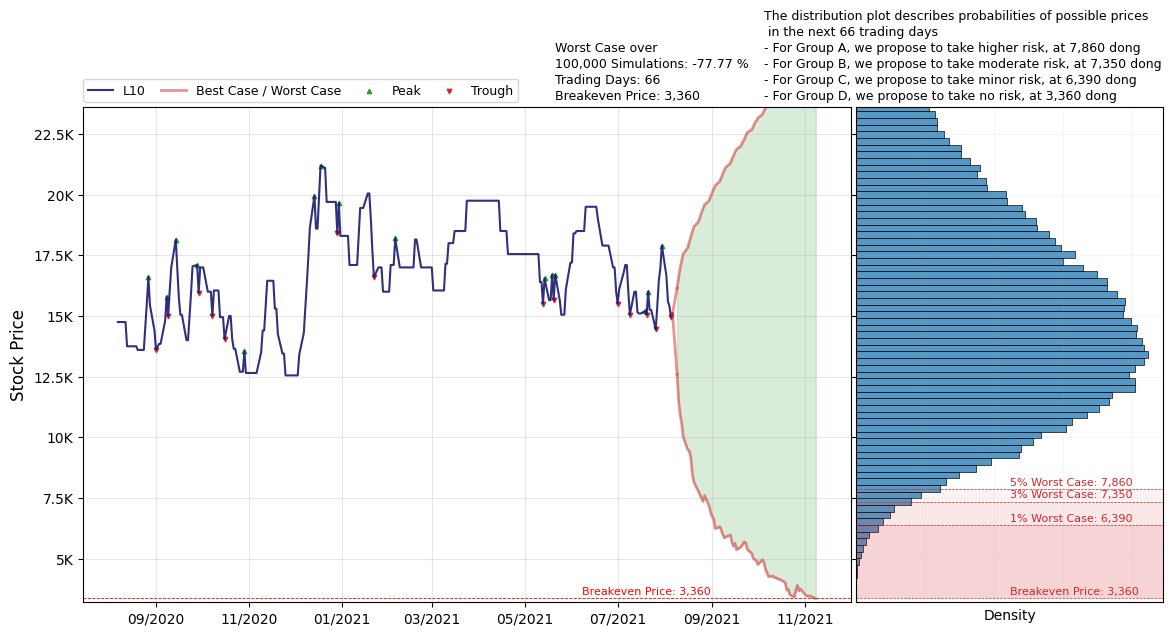 The distribution plot describes probabilities of possible prices
in the next 66 trading days
- For Group A, we propose to take higher risk, at 7,860 dong
- For Group B, we propose to take moderate risk, at 7,350 dong
- For Group C, we propose to take minor risk, at 6,390 dong
- For Group D, we propose to take no risk, at 3,360 dong
Worst Case over
100,000 Simulations: -77.77 %
Trading Days: 66
Breakeven Price: 3,360
L10 Best Case / Worst Case Peak Trough
Stock Price
22.5K
20K
17.5K
15K
12.5K
10K
7.5K
5K
Breakeven Price: 3,360
09/2020 11/2020 01/2021 03/2021 05/2021 07/2021 09/2021 11/2021
5% Worst Case: 7,860
3% Worst Case: 7,350
1% Worst Case: 6,390
Breakeven Price: 3,360
Density